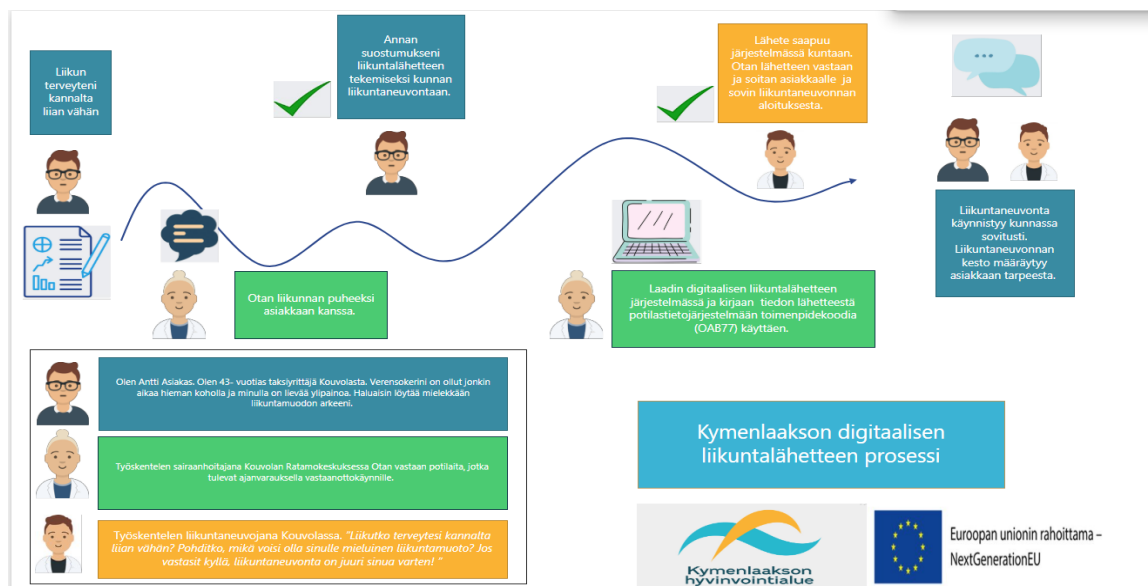 Liikun
terveyteni
kannalta
liian vähän
Annan
suostumukseni
liikuntalähetteen
tekemiseksi kunnan
liikuntaneuvontaan.
Lähete saapuu
järjestelmässä kuntaan.
Otan lähetteen vastaan
ja soitan asiakkaalle ja
sovin liikuntaneuvonnan
aloituksesta.
Otan liikunnan puheeksi
asiakkaan kanssa.
Laadin digitaalisen liikuntalähetteen
järjestelmässä ja kirjaan tiedon lähetteestä
potilastietojärjestelmään toimenpidekoodia
(OAB77) käyttäen.
Liikuntaneuvonta
käynnistyy kunnassa
sovitusti.
Liikuntaneuvonnan
kesto määräytyy
asiakkaan tarpeesta.
Olen Antti Asiakas. Olen 43- vuotias taksiyrittäjä Kouvolasta. Verensokerini on ollut jonkin
aikaa hieman koholla ja minulla on lievää ylipainoa. Haluaisin löytää mielekkään
liikuntamuodon arkeeni.
Työskentelen sairaanhoitajana Kouvolan Ratamokeskuksessa Otan vastaan potilaita, jotka
tulevat ajanvarauksella vastaanottokäynnille.
Työskentelen liikuntaneuvojana Kouvolassa. "Liikutko terveytesi kannalta
liian vähän? Pohditko, mikä voisi olla sinulle mieluinen liikuntamuoto? Jos
vastasit kyllä, liikuntaneuvonta on juuri sinua varten! "
Kymenlaakson digitaalisen
liikuntalähetteen prosessi
Kymenlaakson
hyvinvointialue
Euroopan unionin rahoittama –
NextGenerationEU